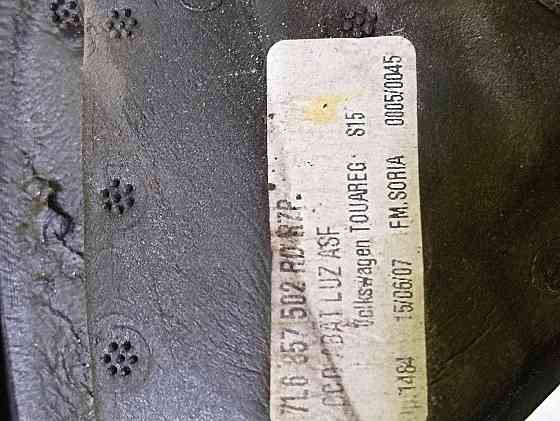 7L6 857 502 RD R7P.
LUZ ASF
Volkswagen TOUAREG S15
1484 15/06/07 FM.SORIA 0005/0045